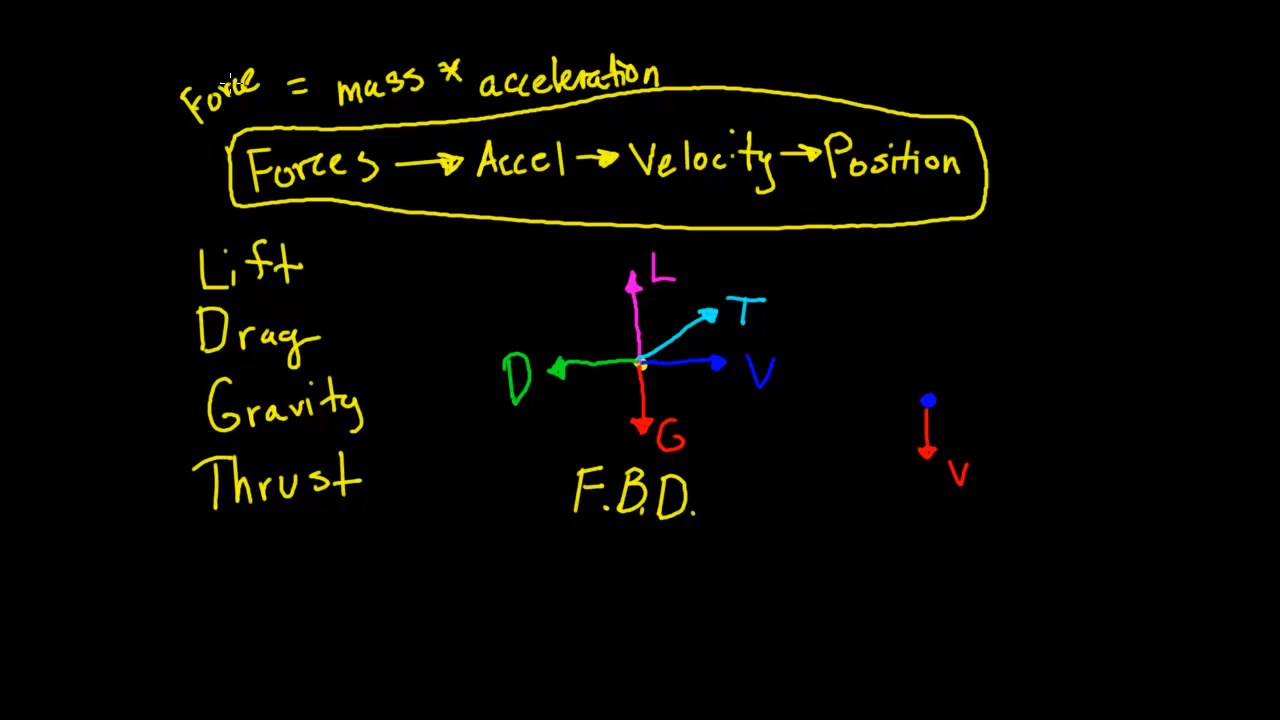 Force = mass * acceleration
Forces → Accel → Velocity → Position
Lift
Drag
Gravity
Thrust
L
T
D
V
G
F.B.D.
V